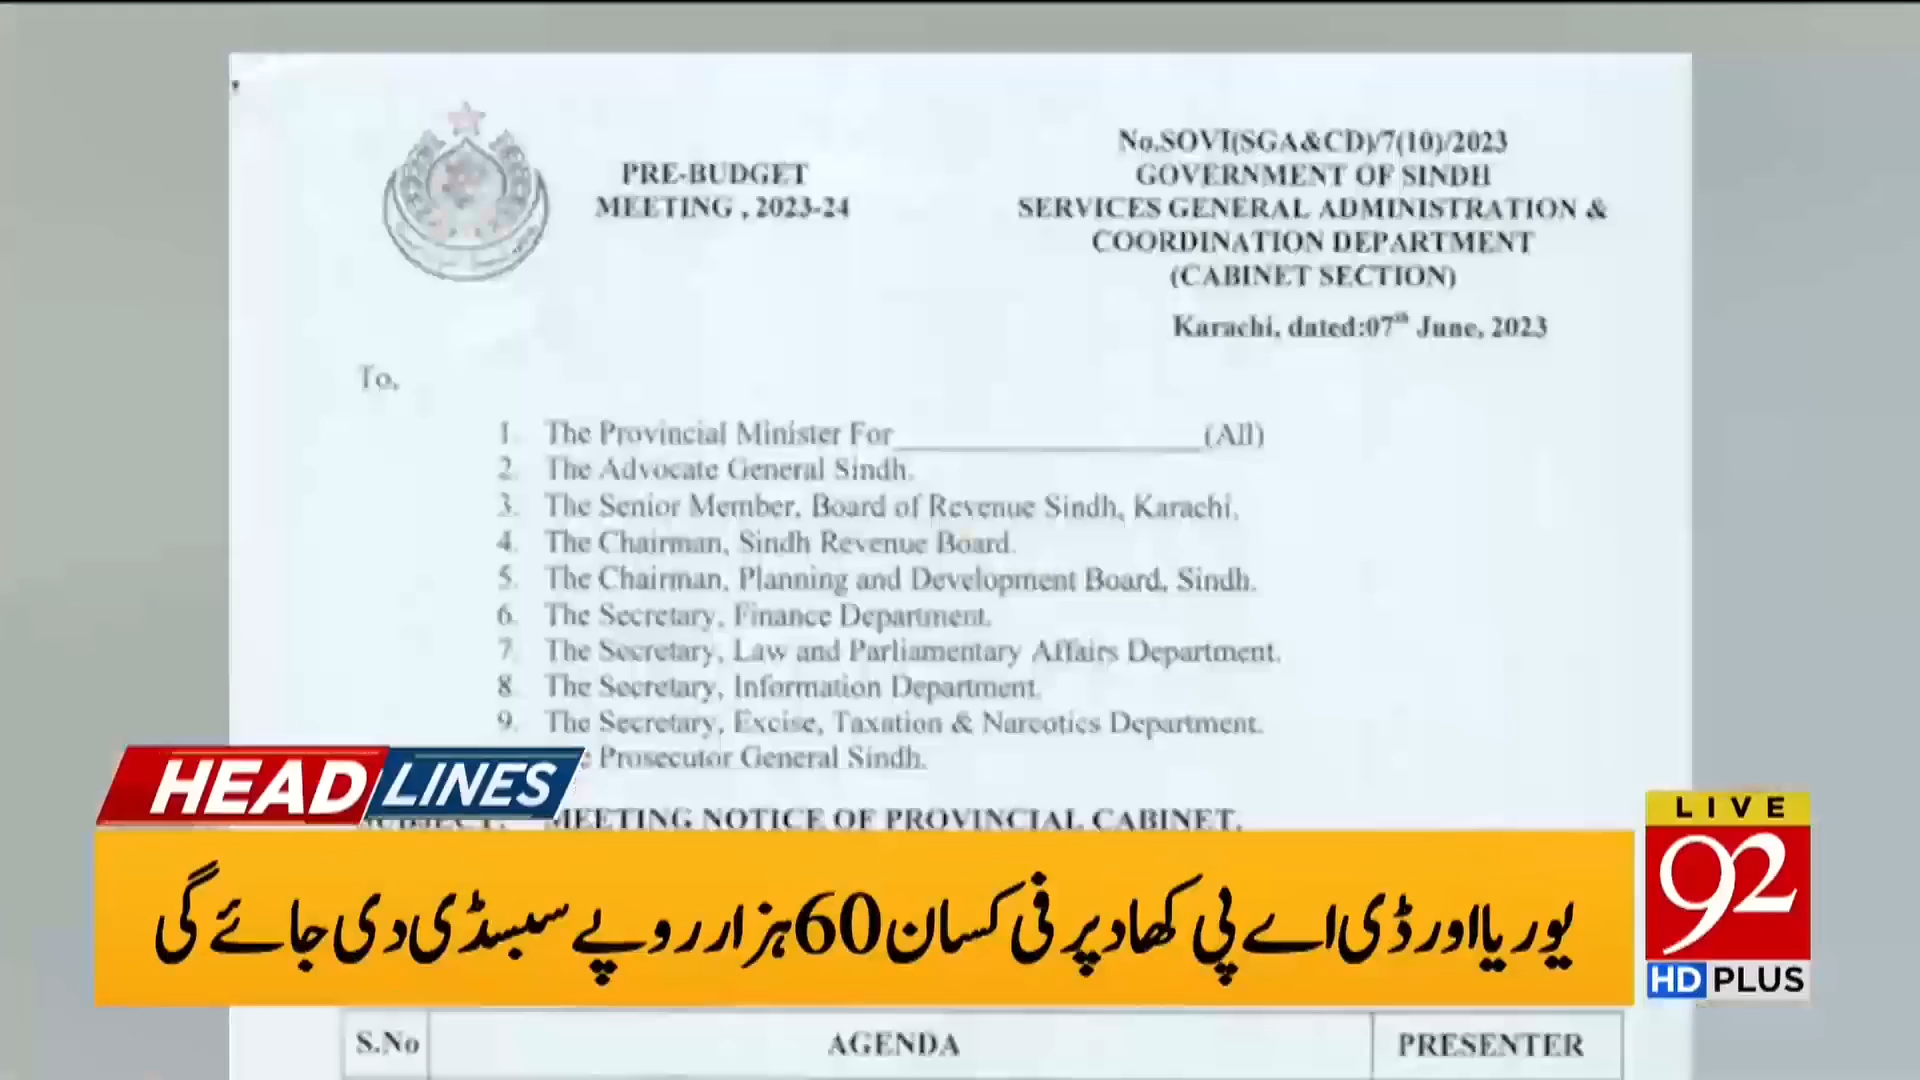 PRE-BUDGET
MEETING , 2023-24
No.SOVI(SGA&CD)/7(10)/2023
GOVERNMENT OF SINDH
SERVICES GENERAL ADMINISTRATION &
COORDINATION DEPARTMENT
(CABINET SECTION)
Karachi, dated:07th June, 2023
To,
1. The Provincial Minister For____________________(All)
2. The Advocate General Sindh.
3. The Senior Member, Board of Revenue Sindh, Karachi.
4. The Chairman, Sindh Revenue Board.
5. The Chairman, Planning and Development Board, Sindh.
6. The Secretary, Finance Department.
7. The Secretary, Law and Parliamentary Affairs Department.
8. The Secretary, Information Department.
9. The Secretary, Excise, Taxation & Narcotics Department.
Prosecutor General Sindh.
HEADLINES
MEETING NOTICE OF PROVINCIAL CABINET.
یوریا اور ڈی اے پی کھاد پر فی کسان 60 ہزار روپے سبسڈی دی جائے گی
LIVE
92
HD PLUS
S.No AGENDA PRESENTER